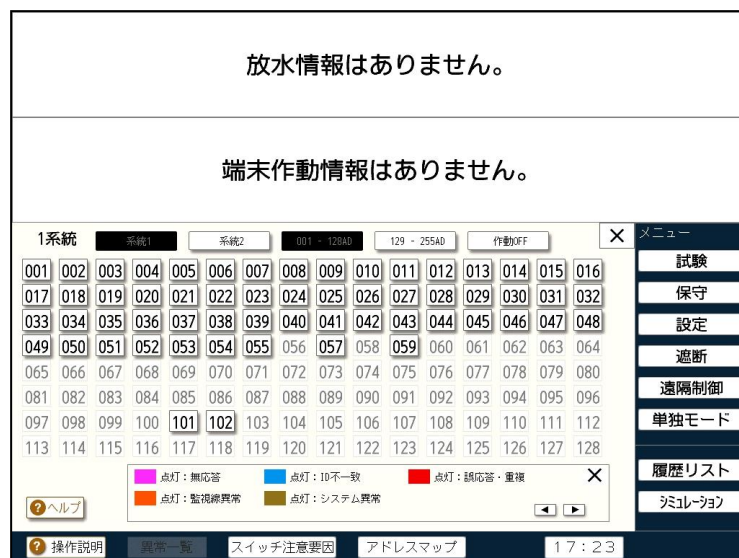 放水情報はありません。
端末作動情報はありません。
1系統 系統1 系統2 001 - 128AD 129 - 255AD 作動OFF ×
メニュー
001 002 003 004 005 006 007 008 009 010 011 012 013 014 015 016
017 018 019 020 021 022 023 024 025 026 027 028 029 030 031 032
033 034 035 036 037 038 039 040 041 042 043 044 045 046 047 048
049 050 051 052 053 054 055 056 057 058 059 060 061 062 063 064
065 066 067 068 069 070 071 072 073 074 075 076 077 078 079 080
081 082 083 084 085 086 087 088 089 090 091 092 093 094 095 096
097 098 099 100 101 102 103 104 105 106 107 108 109 110 111 112
113 114 115 116 117 118 119 120 121 122 123 124 125 126 127 128
試験
保守
設定
遮断
遠隔制御
単独モード
履歴リスト
シミュレーション
点灯：無応答 点灯：ID不一致 点灯：誤応答・重複 ×
点灯：監視線異常 点灯：システム異常
?ヘルプ
? 操作説明 異常一覧 スイッチ注意要因 アドレスマップ 17:23